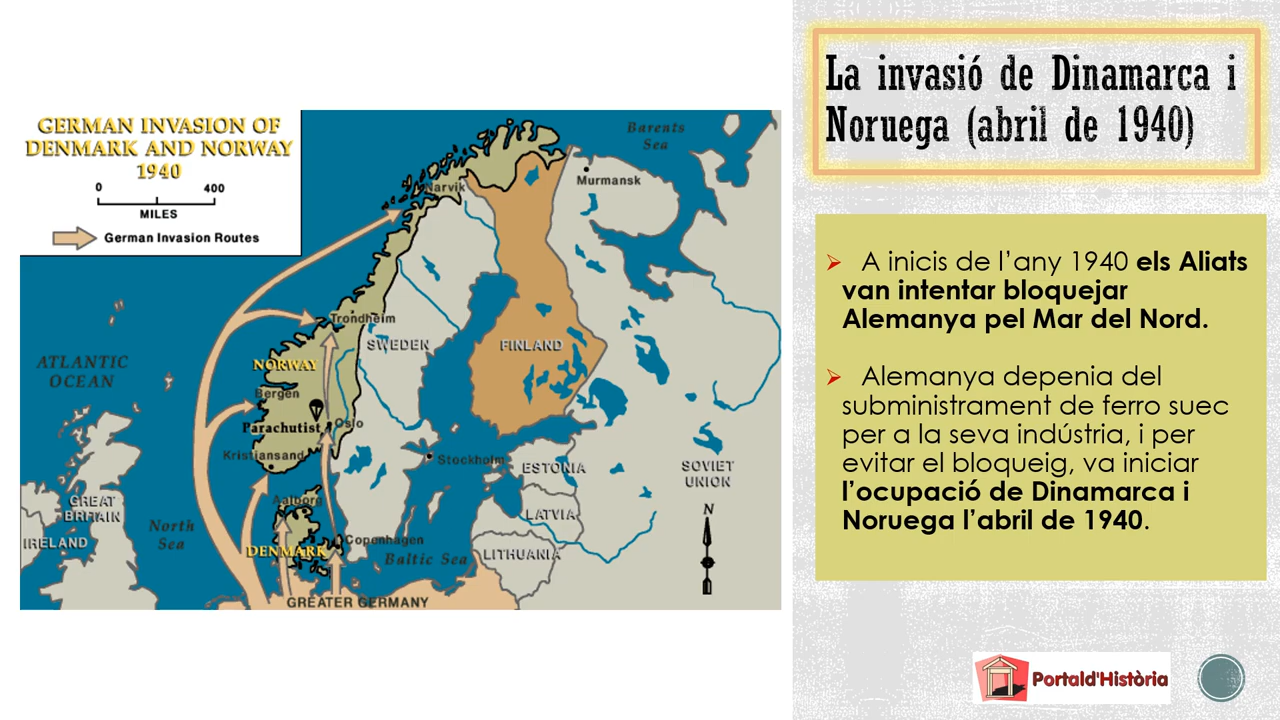 GERMAN INVASION OF
DENMARK AND NORWAY
1940
0 400
MILES
German Invasion Routes
Barents
Sea
Murmansk
Narvik
Trondheim
SWEDEN
FINLAND
NORWAY
ATLANTIC
OCEAN
Bergen
Parachutist
Oslo
Kristiansand
Stockholm
ESTONIA
SOVIET
UNION
Aalborg
GREAT
BRITAIN
North
Sea
LATVIA
N
IRELAND
Copenhagen
DENMARK
Baltic Sea
LITHUANIA
GREATER GERMANY
La invasió de Dinamarca i
Noruega (abril de 1940)
A inicis de l’any 1940 els Aliats
van intentar bloquejar
Alemanya pel Mar del Nord.
Alemanya depenia del
subministrament de ferro suec
per a la seva indústria, i per
evitar el bloqueig, va iniciar
l’ocupació de Dinamarca i
Noruega l’abril de 1940.
Portald'Història